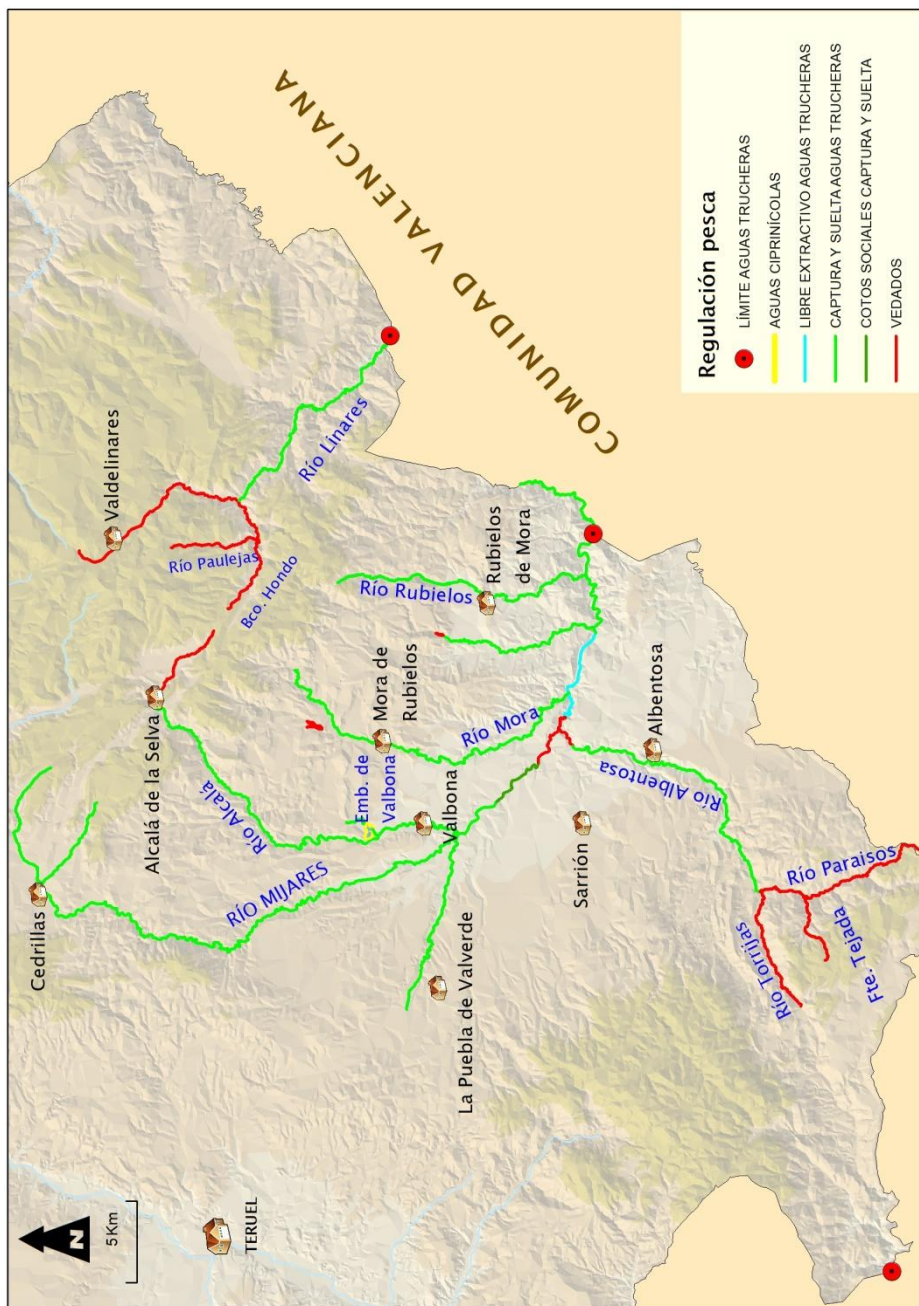 N
5 Km
TERUEL
Cedrillas
Alcalá de la Selva
Valdelinares
Río Paulejas
Bco. Hondo
Río Linares
COMUNIDAD VALENCIANA
Río Alcalá
RÍO MIJARES
Emb. de
Valbona
Mora de
Rubielos
Río Rubielos
Rubielos
de Mora
Valbona
Río Mora
La Puebla de Valverde
Sarrión
Albentosa
Río Albentosa
Río Torrijas
Río Paraisos
Fte. Tejada
Regulación pesca
LÍMITE AGUAS TRUCHERAS
AGUAS CIPRINÍCOLAS
LIBRE EXTRACTIVO AGUAS TRUCHERAS
CAPTURA Y SUELTA AGUAS TRUCHERAS
COTOS SOCIALES CAPTURA Y SUELTA
VEDADOS